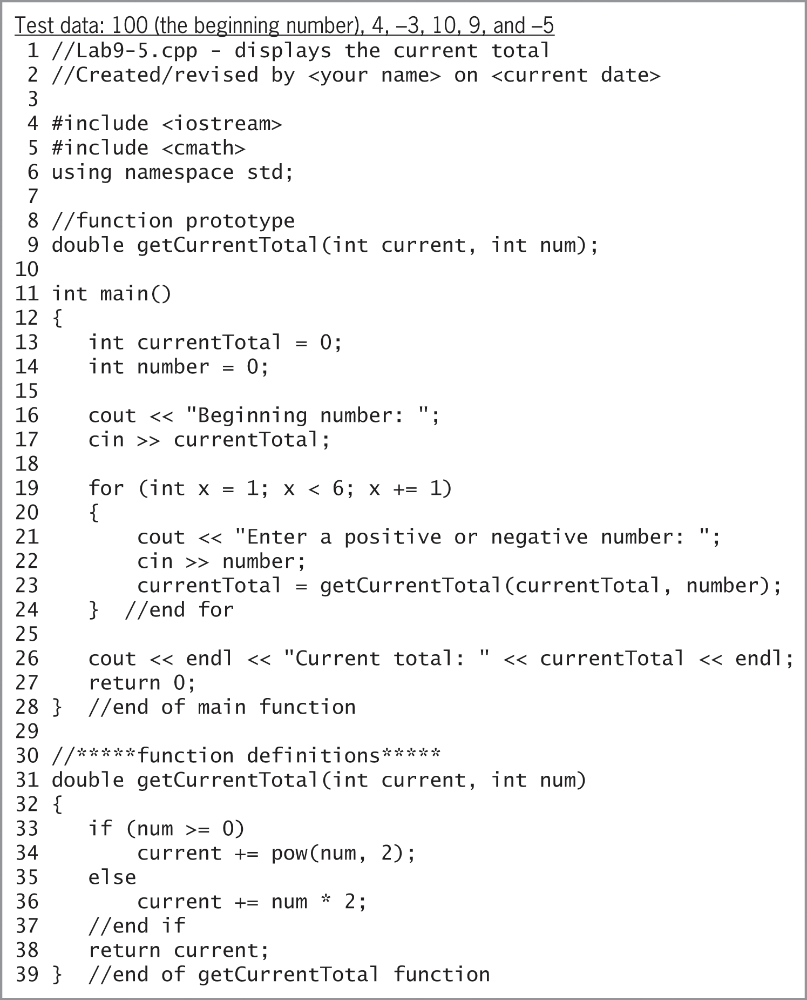 Test data: 100 (the beginning number), 4, –3, 10, 9, and –5
1 //Lab9-5.cpp - displays the current total
2 //Created/revised by <your name> on <current date>
3
4 #include <iostream>
5 #include <cmath>
6 using namespace std;
7
8 //function prototype
9 double getCurrentTotal(int current, int num);
10
11 int main()
12 {
13    int currentTotal = 0;
14    int number = 0;
15
16    cout << "Beginning number: ";
17    cin >> currentTotal;
18
19    for (int x = 1; x < 6; x += 1)
20    {
21        cout << "Enter a positive or negative number: ";
22        cin >> number;
23        currentTotal = getCurrentTotal(currentTotal, number);
24    }  //end for
25
26    cout << endl << "Current total: " << currentTotal << endl;
27    return 0;
28 }  //end of main function
29
30 //*****function definitions*****
31 double getCurrentTotal(int current, int num)
32 {
33    if (num >= 0)
34        current += pow(num, 2);
35    else
36        current += num * 2;
37    //end if
38    return current;
39 }  //end of getCurrentTotal function